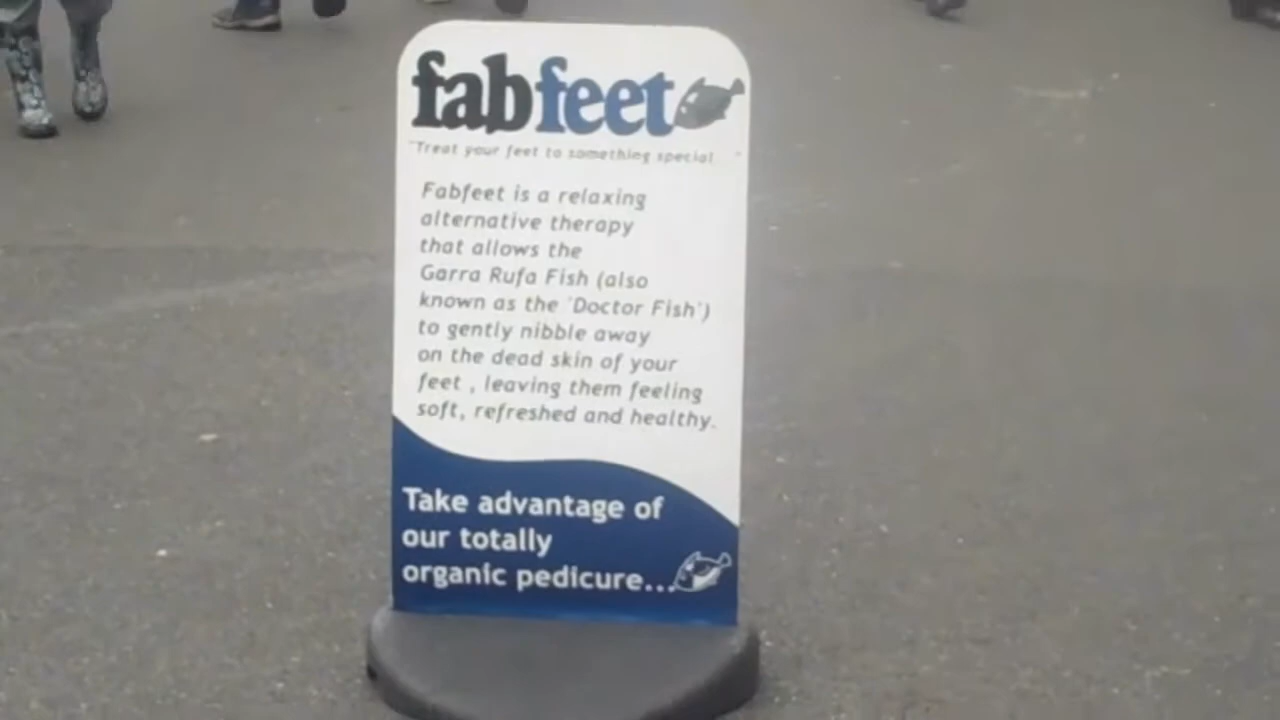 fabfeet
"Treat your feet to something special "
Fabfeet is a relaxing
alternative therapy
that allows the
Garra Rufa Fish (also
known as the 'Doctor Fish')
to gently nibble away
on the dead skin of your
feet , leaving them feeling
soft, refreshed and healthy.
Take advantage of
our totally
organic pedicure...